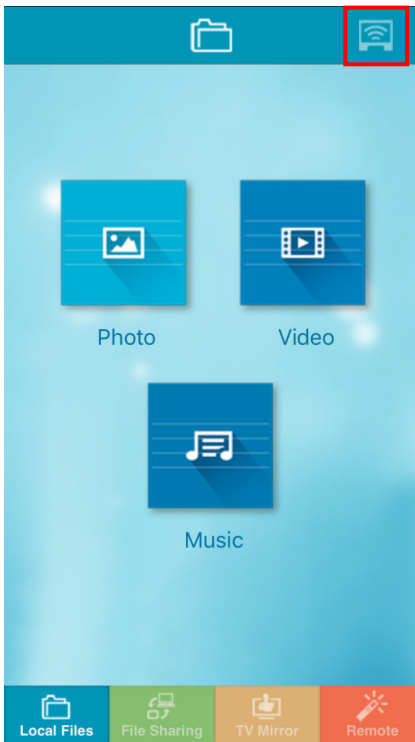 Photo
Video
Music
Local Files
File Sharing
TV Mirror
Remote